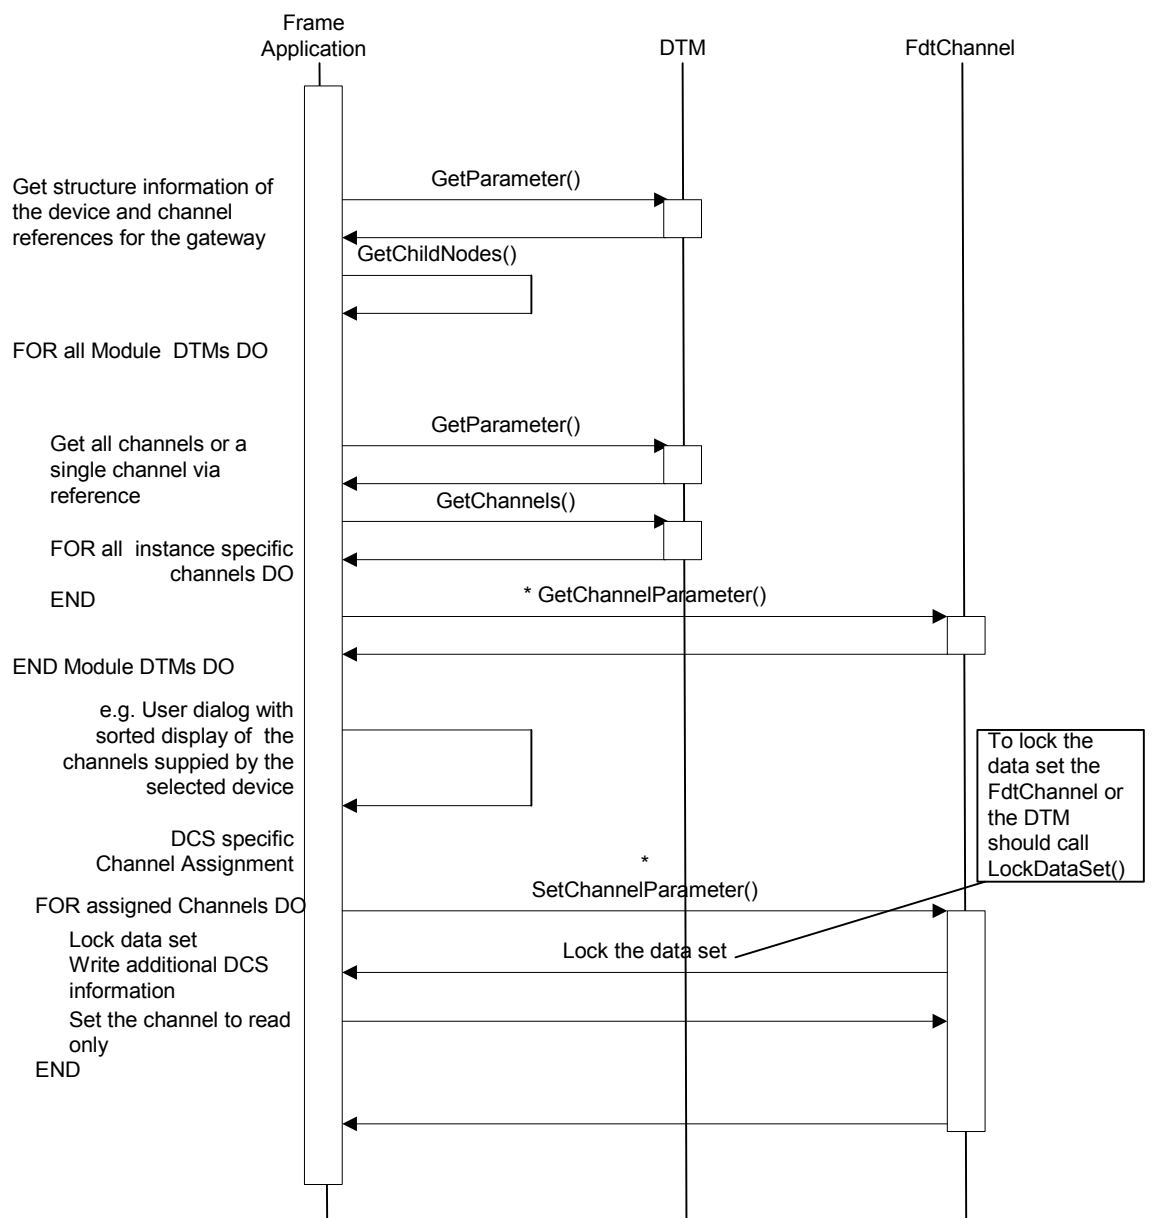 Frame
Application
DTM
FdtChannel
GetParameter()
Get structure information of
the device and channel
references for the gateway
GetChildNodes()
FOR all Module  DTMs DO
GetParameter()
Get all channels or a
single channel via
reference
GetChannels()
FOR all  instance specific
channels DO
END
* GetChannelParameter()
END Module DTMs DO
e.g. User dialog with
sorted display of  the
channels suppied by the
selected device
To lock the
data set the
FdtChannel or
the DTM
should call
LockDataSet()
DCS specific
Channel Assignment
*
SetChannelParameter()
FOR assigned Channels DO
Lock data set
Write additional DCS
information
Lock the data set
Set the channel to read
only
END